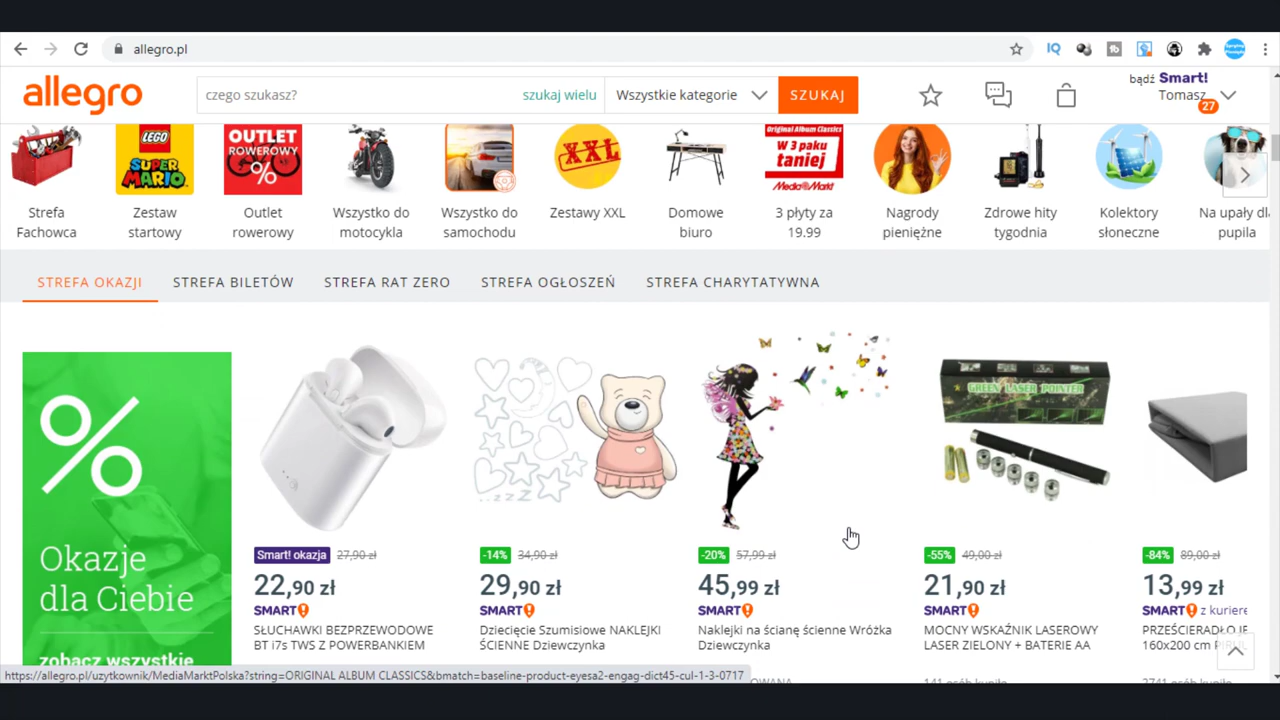 allegro.pl
IQ
allegro
czego szukasz?
szukaj wielu
Wszystkie kategorie
SZUKAJ
bądź Smart!
Tomasz
27
LEGO
SUPER
MARIO
OUTLET
ROWEROWY
%
XXL
Original Album Classics
W 3 paku
taniej
MediaMarkt
Strefa
Fachowca
Zestaw
startowy
Outlet
rowerowy
Wszystko do
motocykla
Wszystko do
samochodu
Zestawy XXL
Domowe
biuro
3 płyty za
19.99
Nagrody
pieniężne
Zdrowe hity
tygodnia
Kolektory
słoneczne
Na upały dla
pupila
STREFA OKAZJI
STREFA BILETÓW
STREFA RAT ZERO
STREFA OGŁOSZEŃ
STREFA CHARYTATYWNA
%
Okazje
dla Ciebie
zobacz wszystkie
Smart! okazja 27,90 zł
22,90 zł
SMART!
SŁUCHAWKI BEZPRZEWODOWE
BT i7s TWS Z POWERBANKIEM
zzz
-14% 34,90 zł
29,90 zł
SMART!
Dziecięcie Szumisiowe NAKLEJKI
ŚCIENNE Dziewczynka
-20% 57,99 zł
45,99 zł
SMART!
Naklejki na ścianę ścienne Wróżka
Dziewczynka
GREEN LASER POINTER
-55% 49,00 zł
21,90 zł
SMART!
MOCNY WSKAŹNIK LASEROWY
LASER ZIELONY + BATERIE AA
-84% 89,00 zł
13,99 zł
SMART! z kuriere
PRZEŚCIERADŁO
160x200 cm
https://allegro.pl/uzytkownik/MediaMarktPolska?string=ORIGINAL ALBUM CLASSICS&bmatch=baseline-product-eyesa2-engag-dict45-cul-1-3-0717